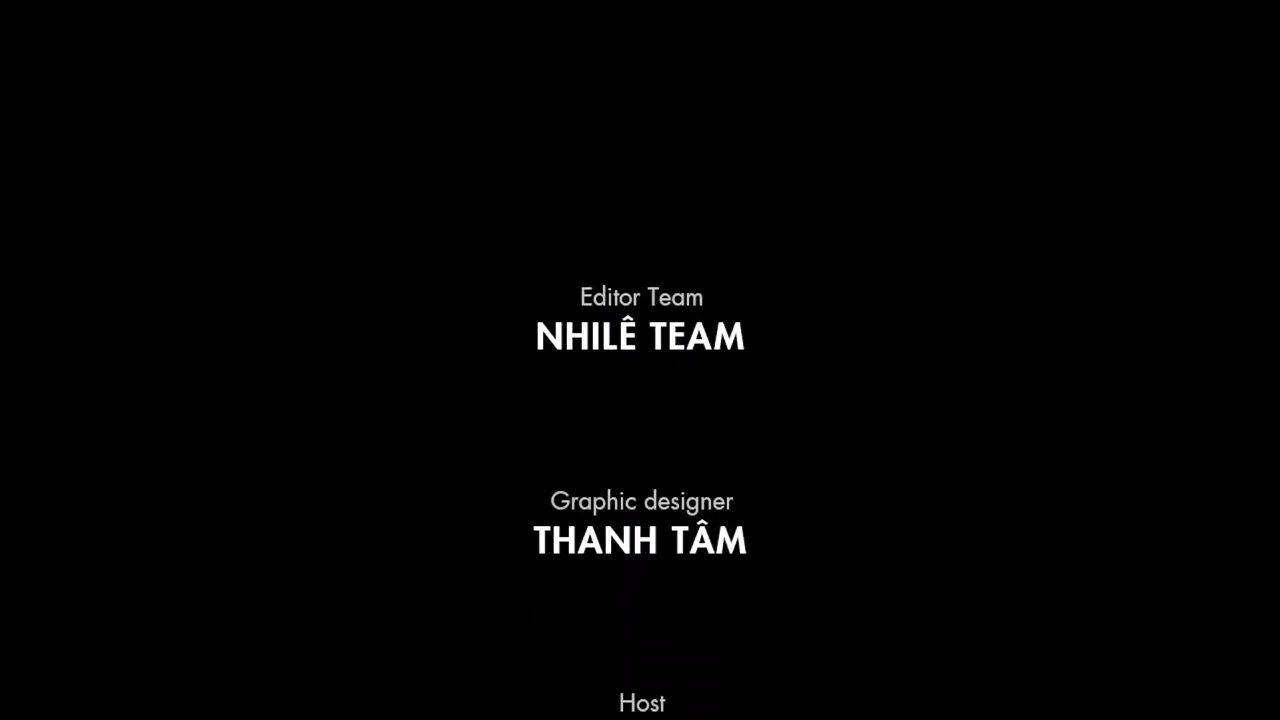 Editor Team
NHILÊ TEAM
Graphic designer
THANH TÂM
Host